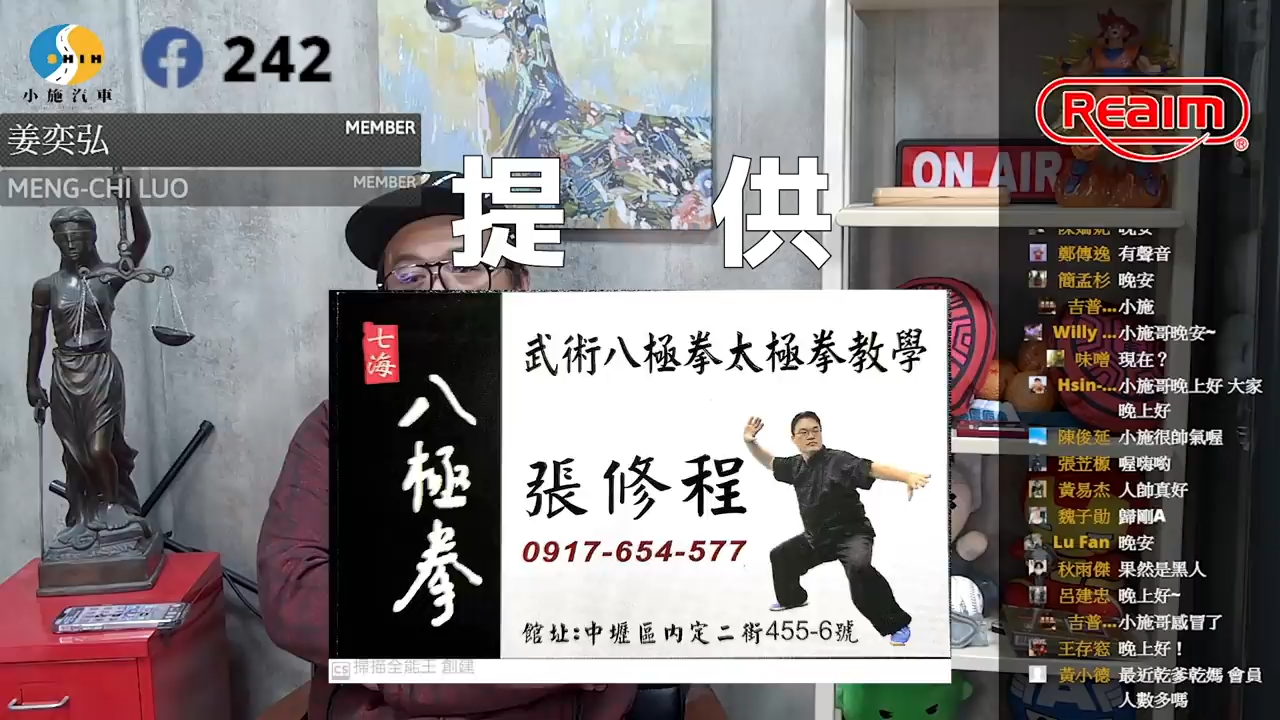 SHIH
小施汽車
242
姜奕弘 MEMBER
MENG-CHI LUO MEMBER
提供
Realm®
ON AIR
七海
八極拳
武術八極拳太極拳教學
張修程
0917-654-577
館址:中壢區內定二街455-6號
CS 掃描全能王 創建
晚安
鄭傳逸 有聲音
簡孟杉 晚安
吉普... 小施
Willy ... 小施哥晚安~
味噌 現在？
Hsin-... 小施哥晚上好 大家
晚上好
陳俊延 小施很帥氣喔
張苙榞 喔嗨喲
黃易杰 人帥真好
魏子勛 歸剛A
Lu Fan 晚安
秋雨傑 果然是黑人
呂建忠 晚上好~
吉普... 小施哥感冒了
王存窓 晚上好！
黃小德 最近乾爹乾媽 會員
人數多嗎